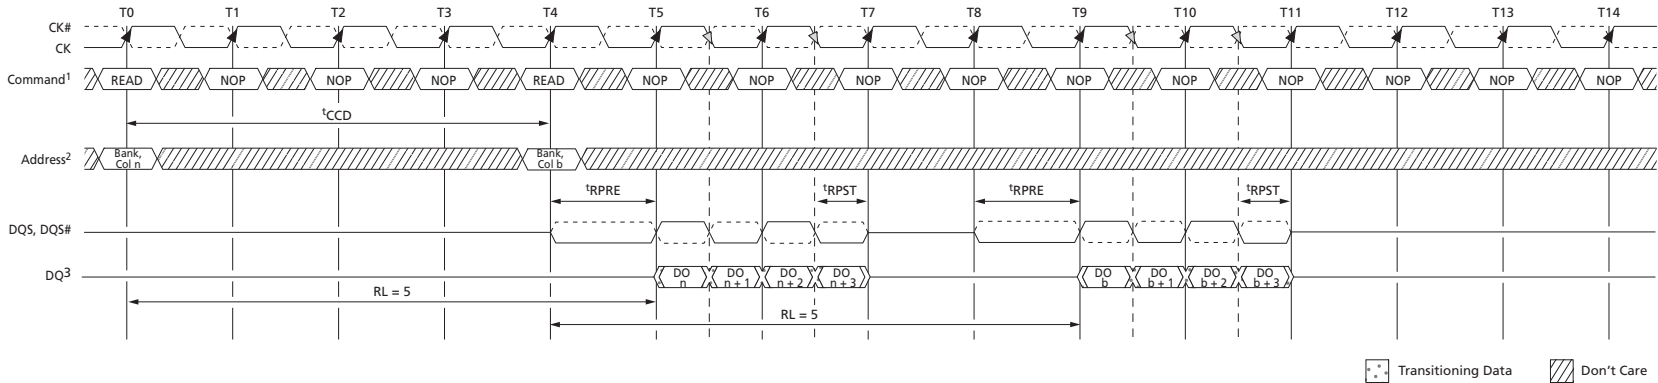 T0 T1 T2 T3 T4 T5 T6 T7 T8 T9 T10 T11 T12 T13 T14
CK#
CK
Command1 READ NOP NOP NOP READ NOP NOP NOP NOP NOP NOP NOP NOP NOP NOP
tCCD
Address2 Bank, Col n Bank, Col b
tRPRE tRPST tRPRE tRPST
DQS, DQS#
DQ3 DO n DO n + 1 DO n + 2 DO n + 3 DO b DO b + 1 DO b + 2 DO b + 3
RL = 5
RL = 5
Transitioning Data Don't Care